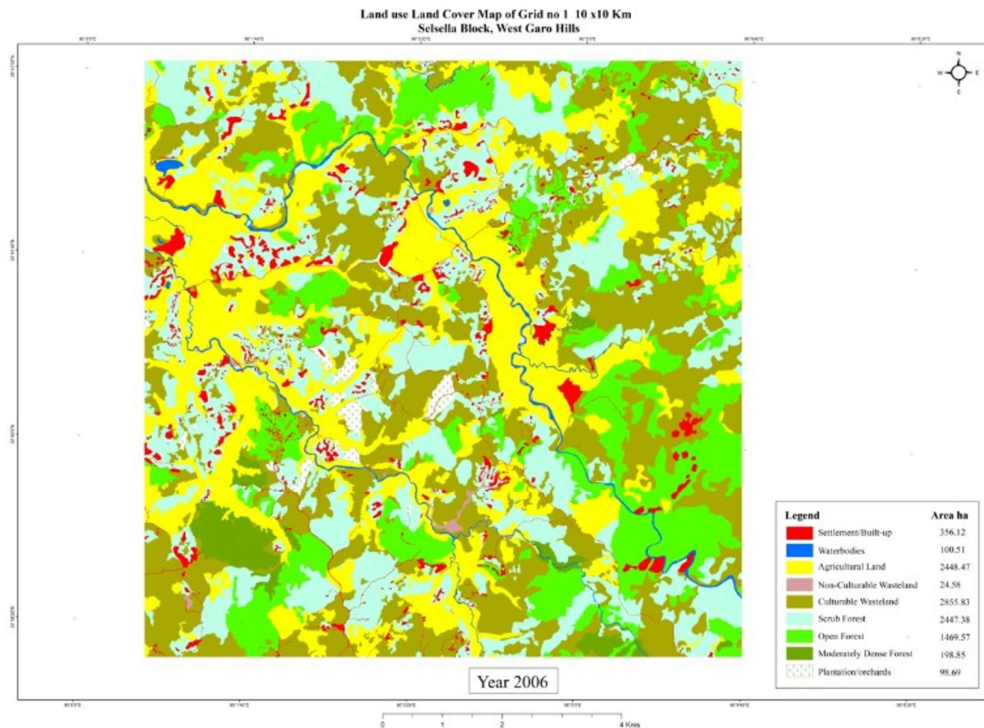 Land use Land Cover Map of Grid no 1 10 x10 Km
Selsella Block, West Garo Hills
N
W E
Legend Area ha
Settlement/Built-up 356.12
Waterbodies 100.51
Agricultural Land 2448.47
Non-Culturable Wasteland 24.58
Culturable Wasteland 2855.83
Scrub Forest 2447.38
Open Forest 1469.57
Moderately Dense Forest 198.85
Plantation/orchards 98.69
Year 2006
0 1 2 4 Kms